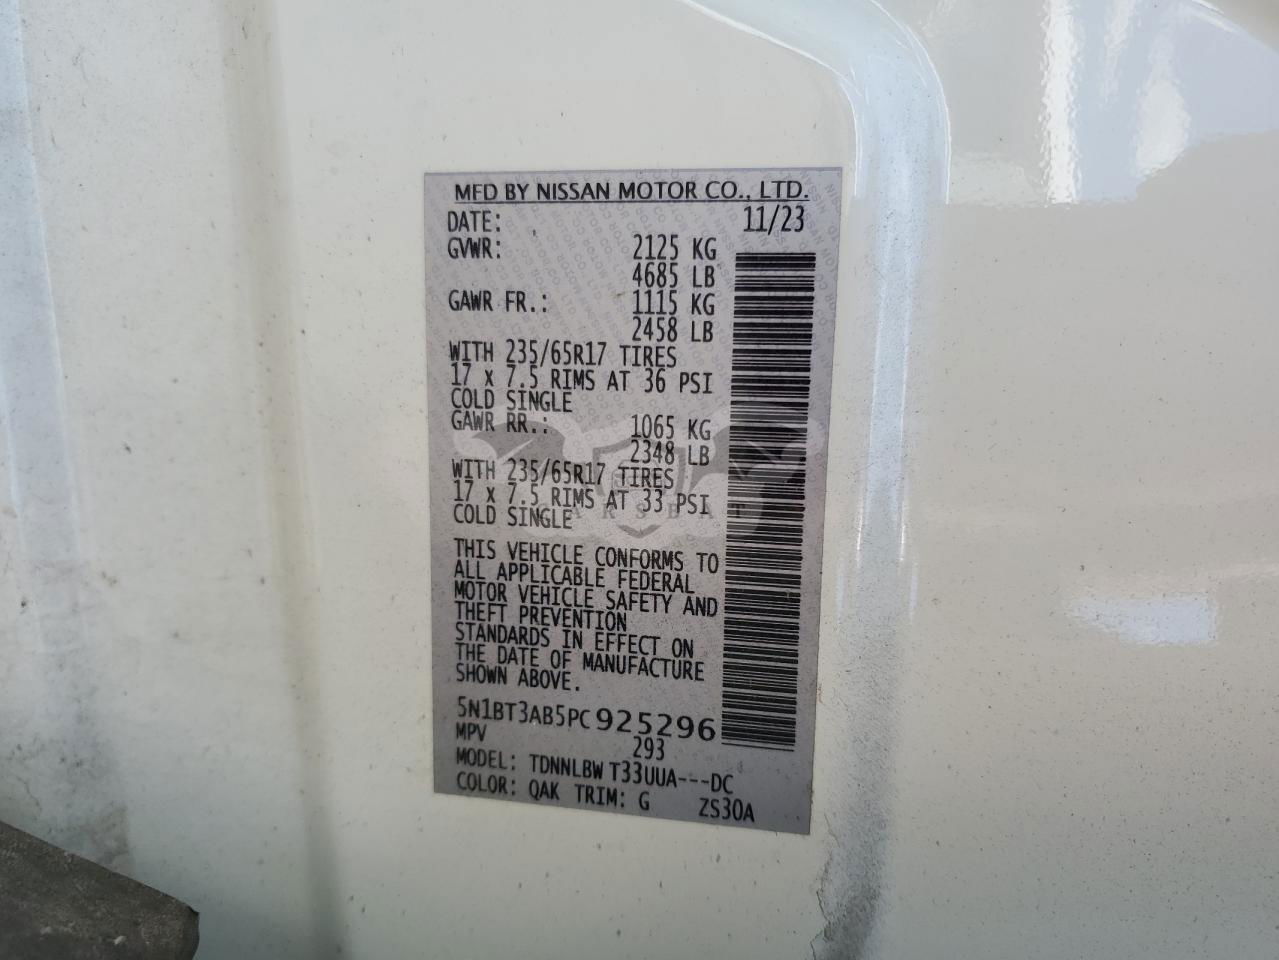 MFD BY NISSAN MOTOR CO., LTD.
DATE: 11/23
GVWR: 2125 KG
4685 LB
GAWR FR.: 1115 KG
2458 LB
WITH 235/65R17 TIRES
17 x 7.5 RIMS AT 36 PSI
COLD SINGLE
GAWR RR.: 1065 KG
2348 LB
WITH 235/65R17 TIRES
17 x 7.5 RIMS AT 33 PSI
COLD SINGLE
THIS VEHICLE CONFORMS TO
ALL APPLICABLE FEDERAL
MOTOR VEHICLE SAFETY AND
THEFT PREVENTION
STANDARDS IN EFFECT ON
THE DATE OF MANUFACTURE
SHOWN ABOVE.
5N1BT3AB5PC925296
MPV 293
MODEL: TDNNLBW T33UUA---DC
COLOR: QAK TRIM: G ZS30A